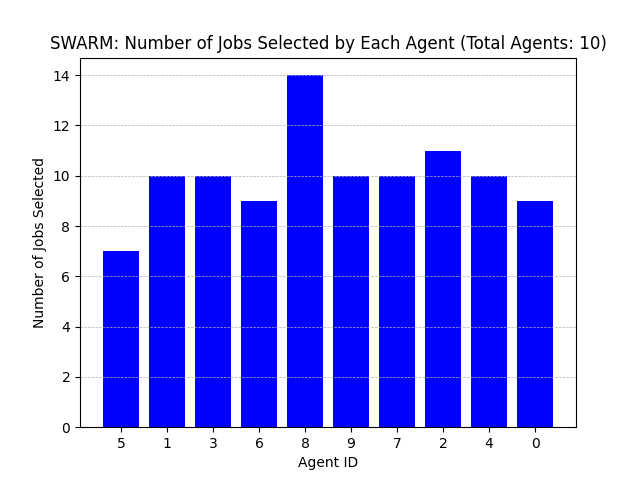 SWARM: Number of Jobs Selected by Each Agent (Total Agents: 10)
14
12
10
8
6
4
2
0
Number of Jobs Selected
5 1 3 6 8 9 7 2 4 0
Agent ID